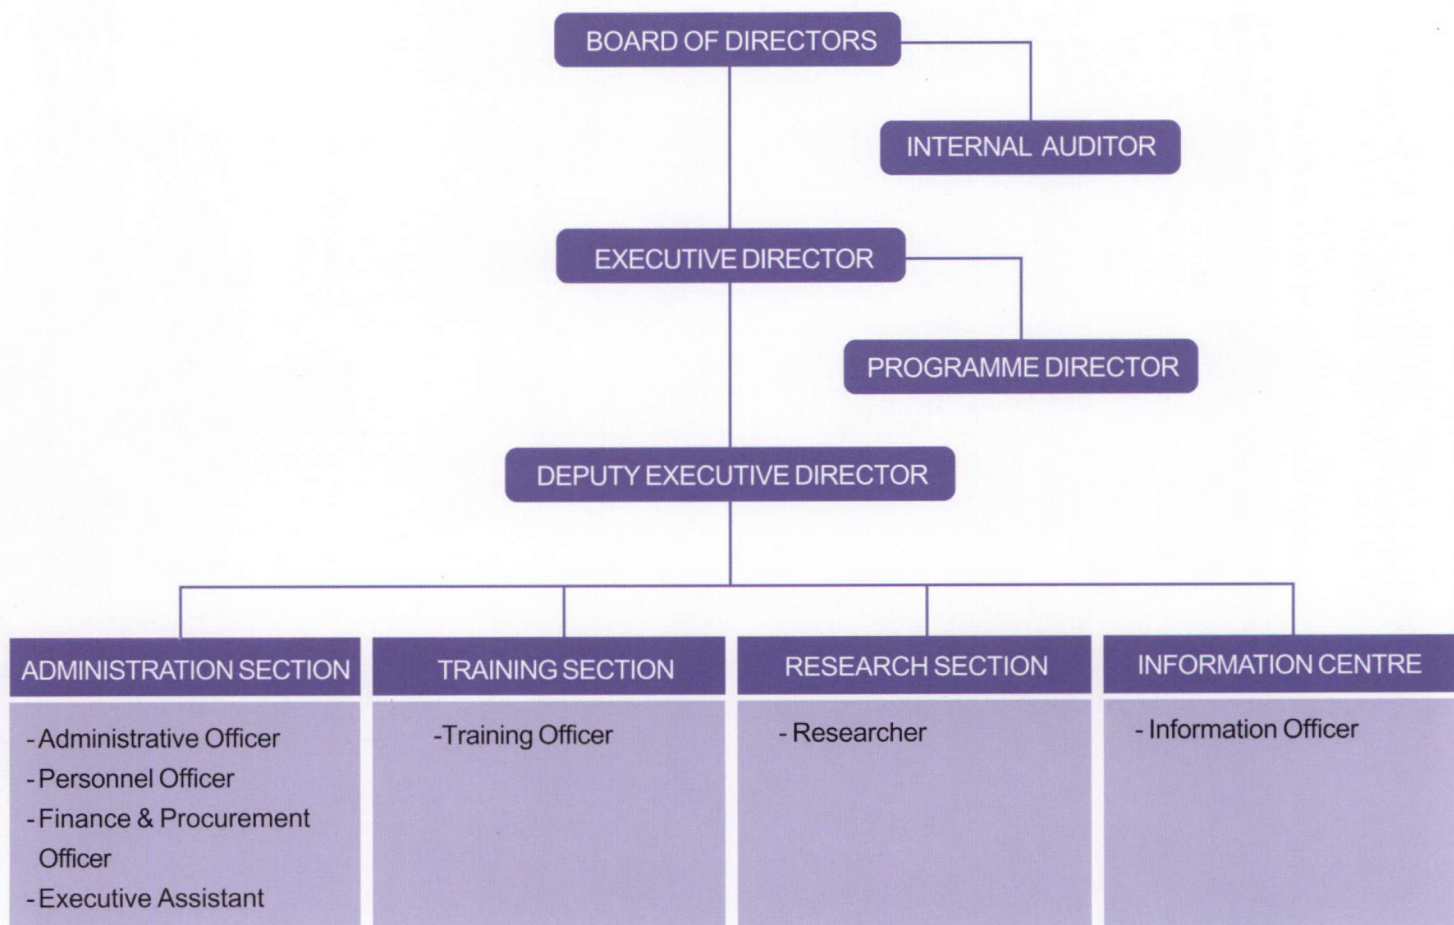 BOARD OF DIRECTORS
INTERNAL AUDITOR
EXECUTIVE DIRECTOR
PROGRAMME DIRECTOR
DEPUTY EXECUTIVE DIRECTOR
ADMINISTRATION SECTION
- Administrative Officer
- Personnel Officer
- Finance & Procurement
Officer
- Executive Assistant
TRAINING SECTION
-Training Officer
RESEARCH SECTION
- Researcher
INFORMATION CENTRE
- Information Officer